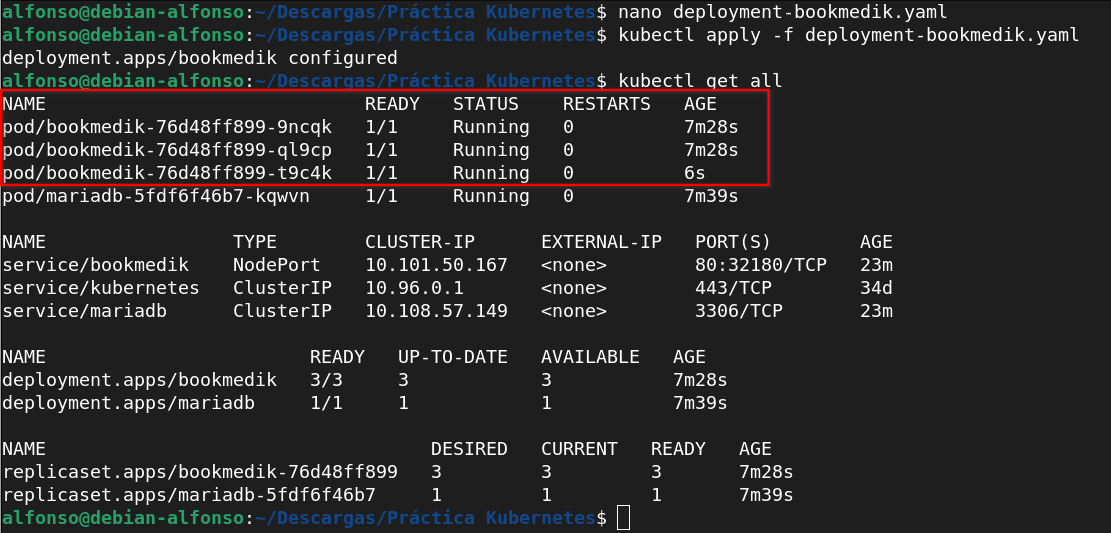 alfonso@debian-alfonso:~/Descargas/Práctica Kubernetes$ nano deployment-bookmedik.yaml
alfonso@debian-alfonso:~/Descargas/Práctica Kubernetes$ kubectl apply -f deployment-bookmedik.yaml
deployment.apps/bookmedik configured
alfonso@debian-alfonso:~/Descargas/Práctica Kubernetes$ kubectl get all
NAME                             READY   STATUS    RESTARTS   AGE
pod/bookmedik-76d48ff899-9ncqk   1/1     Running   0          7m28s
pod/bookmedik-76d48ff899-ql9cp   1/1     Running   0          7m28s
pod/bookmedik-76d48ff899-t9c4k   1/1     Running   0          6s
pod/mariadb-5fdf6f46b7-kqwvn     1/1     Running   0          7m39s
NAME                 TYPE        CLUSTER-IP      EXTERNAL-IP   PORT(S)        AGE
service/bookmedik    NodePort    10.101.50.167   <none>        80:32180/TCP   23m
service/kubernetes   ClusterIP   10.96.0.1       <none>        443/TCP        34d
service/mariadb      ClusterIP   10.108.57.149   <none>        3306/TCP       23m
NAME                        READY   UP-TO-DATE   AVAILABLE   AGE
deployment.apps/bookmedik   3/3     3            3           7m28s
deployment.apps/mariadb     1/1     1            1           7m39s
NAME                                   DESIRED   CURRENT   READY   AGE
replicaset.apps/bookmedik-76d48ff899   3         3         3       7m28s
replicaset.apps/mariadb-5fdf6f46b7     1         1         1       7m39s
alfonso@debian-alfonso:~/Descargas/Práctica Kubernetes$